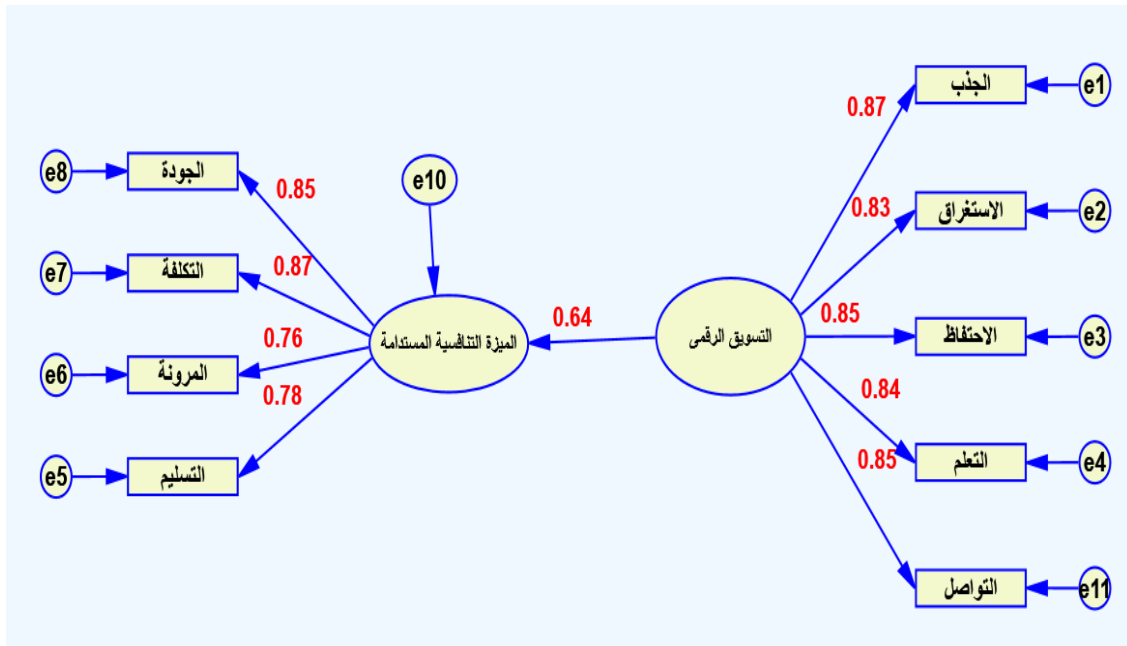 الجذب
e1
0.87
الاستغراق
e2
0.83
الاحتفاظ
e3
0.85
التعلم
e4
0.84
التواصل
e11
0.85
التسويق الرقمى
0.64
الميزة التنافسية المستدامة
e10
الجودة
e8
0.85
التكلفة
e7
0.87
المرونة
e6
0.76
التسليم
e5
0.78